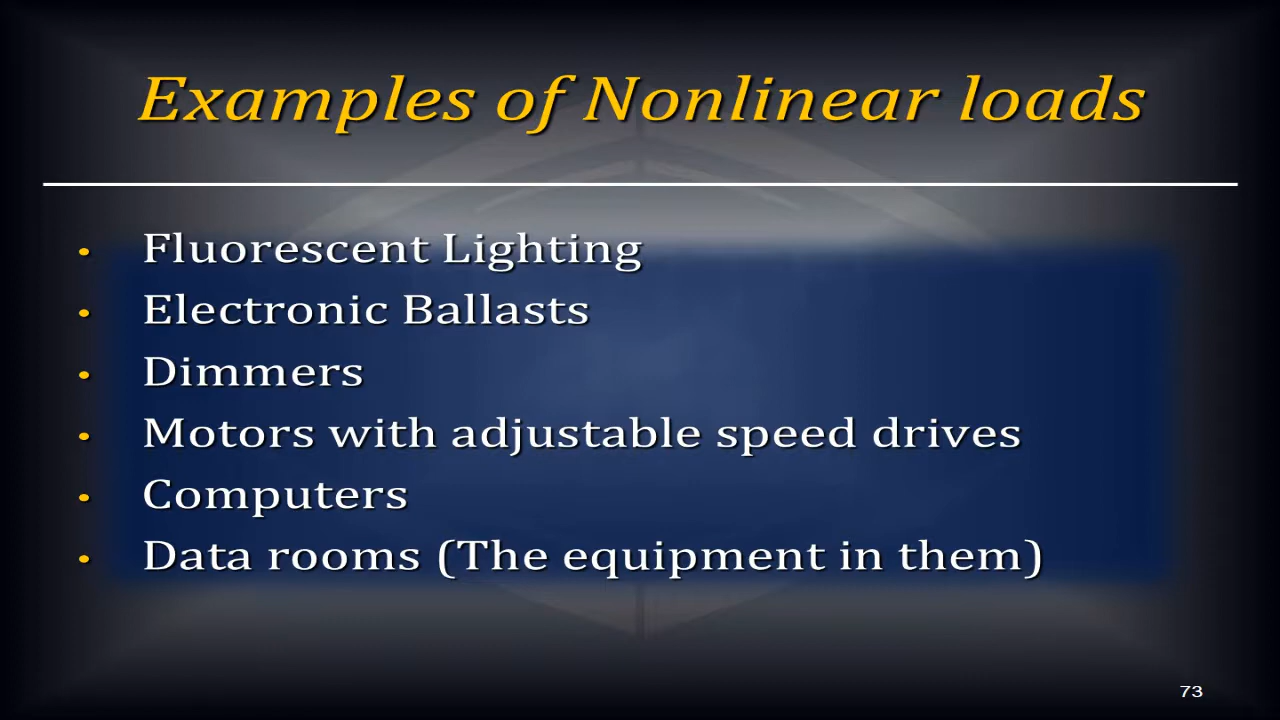 Examples of Nonlinear loads
• Fluorescent Lighting
• Electronic Ballasts
• Dimmers
• Motors with adjustable speed drives
• Computers
• Data rooms (The equipment in them)
73